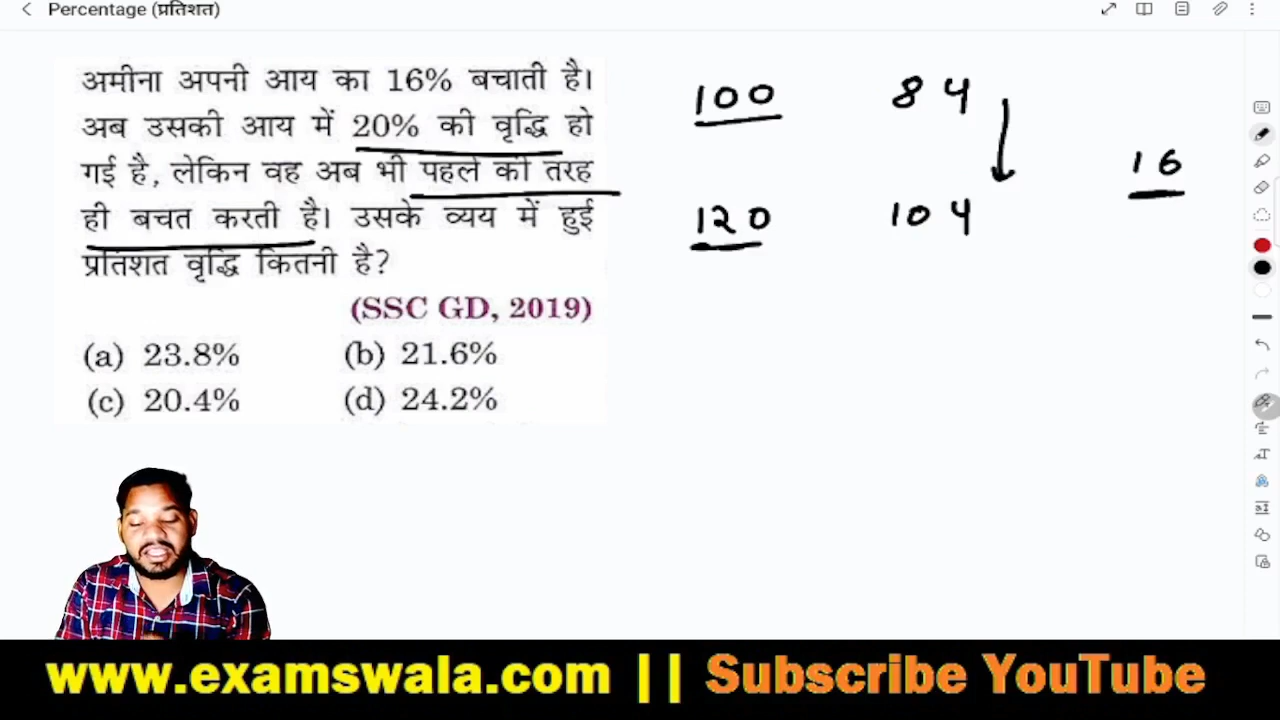 Percentage (प्रतिशत)
अमीना अपनी आय का 16% बचाती है।
अब उसकी आय में 20% की वृद्धि हो
गई है, लेकिन वह अब भी पहले की तरह
ही बचत करती है। उसके व्यय में हुई
प्रतिशत वृद्धि कितनी है?
(SSC GD, 2019)
(a) 23.8% (b) 21.6%
(c) 20.4% (d) 24.2%
100 84
16
120 104
www.examswala.com || Subscribe YouTube